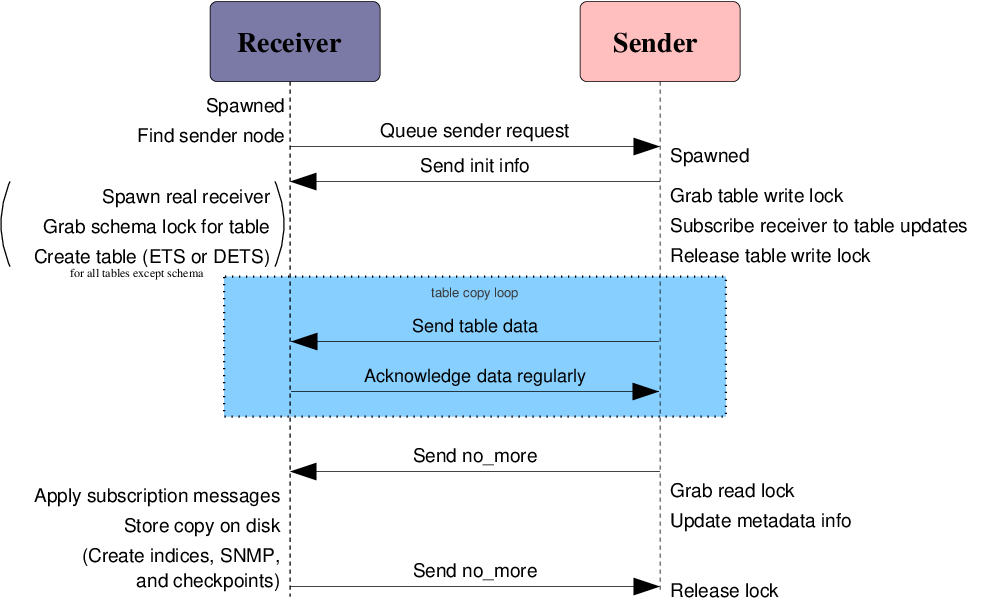 Receiver
Sender
Spawned
Find sender node
Queue sender request
Spawned
Send init info
Spawn real receiver
Grab schema lock for table
Create table (ETS or DETS)
for all tables except schema
Grab table write lock
Subscribe receiver to table updates
Release table write lock
table copy loop
Send table data
Acknowledge data regularly
Send no_more
Apply subscription messages
Store copy on disk
(Create indices, SNMP,
and checkpoints)
Grab read lock
Update metadata info
Send no_more
Release lock